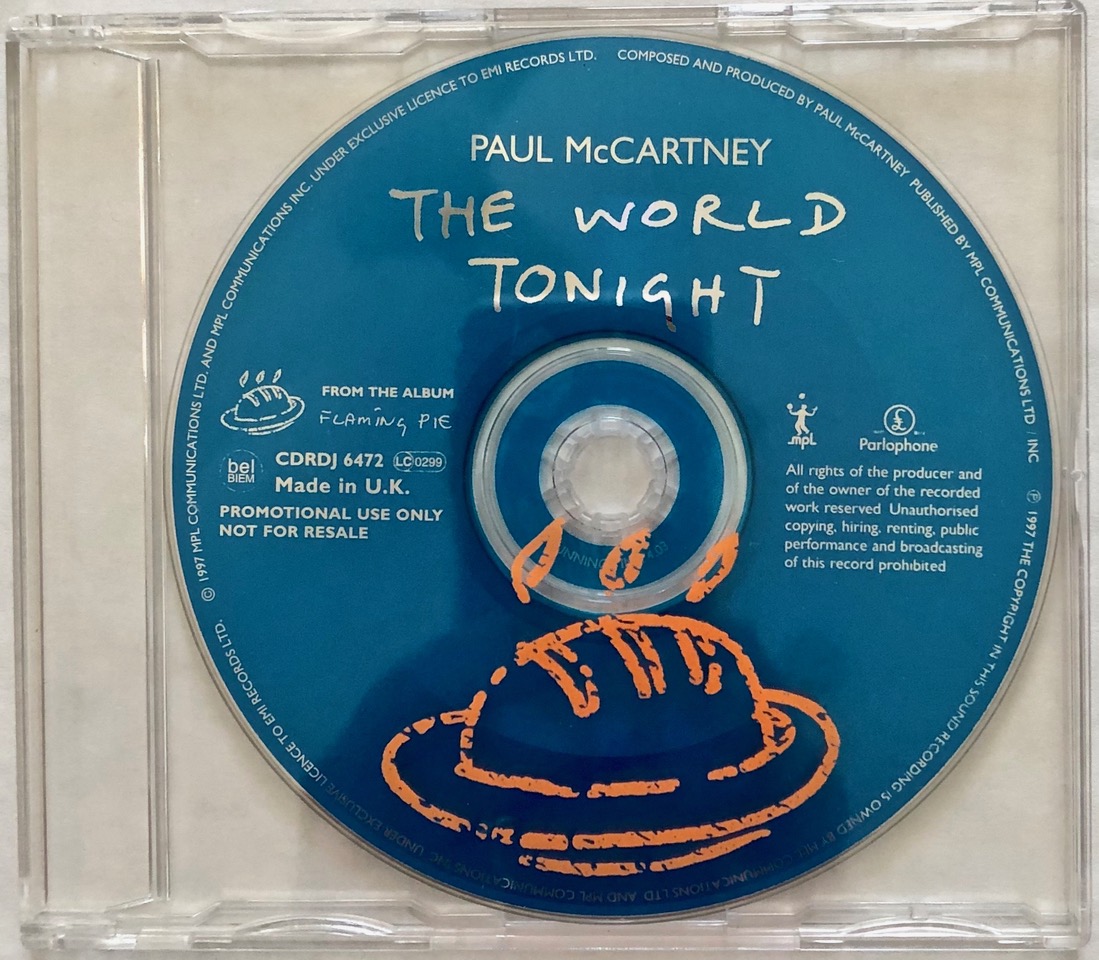 PAUL McCARTNEY
THE WORLD
TONIGHT
FROM THE ALBUM
FLAMING PIE
bel
BIEM
CDRDJ 6472 LC 0299
Made in U.K.
PROMOTIONAL USE ONLY
NOT FOR RESALE
mpl
£
Parlophone
All rights of the producer and
of the owner of the recorded
work reserved Unauthorised
copying, hiring, renting, public
performance and broadcasting
of this record prohibited
© 1997 MPL COMMUNICATIONS LTD. AND MPL COMMUNICATIONS INC. UNDER EXCLUSIVE LICENCE TO EMI RECORDS LTD. COMPOSED AND PRODUCED BY PAUL McCARTNEY PUBLISHED BY MPL COMMUNICATIONS LTD INC ℗ 1997 THE COPYRIGHT IN THIS SOUND RECORDING IS OWNED BY MPL COMMUNICATIONS LTD AND MPL COMMUNICATIONS INC. UNDER EXCLUSIVE LICENCE TO EMI RECORDS LTD.